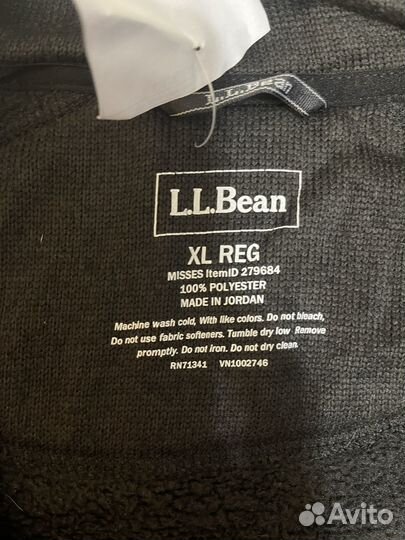 L.L.Bean
L.L.Bean
XL REG
MISSES ItemID 279684
100% POLYESTER
MADE IN JORDAN
Machine wash cold, With like colors. Do not bleach,
Do not use fabric softeners. Tumble dry low Remove
promptly. Do not iron. Do not dry clean.
RN71341 VN1002746
Avito